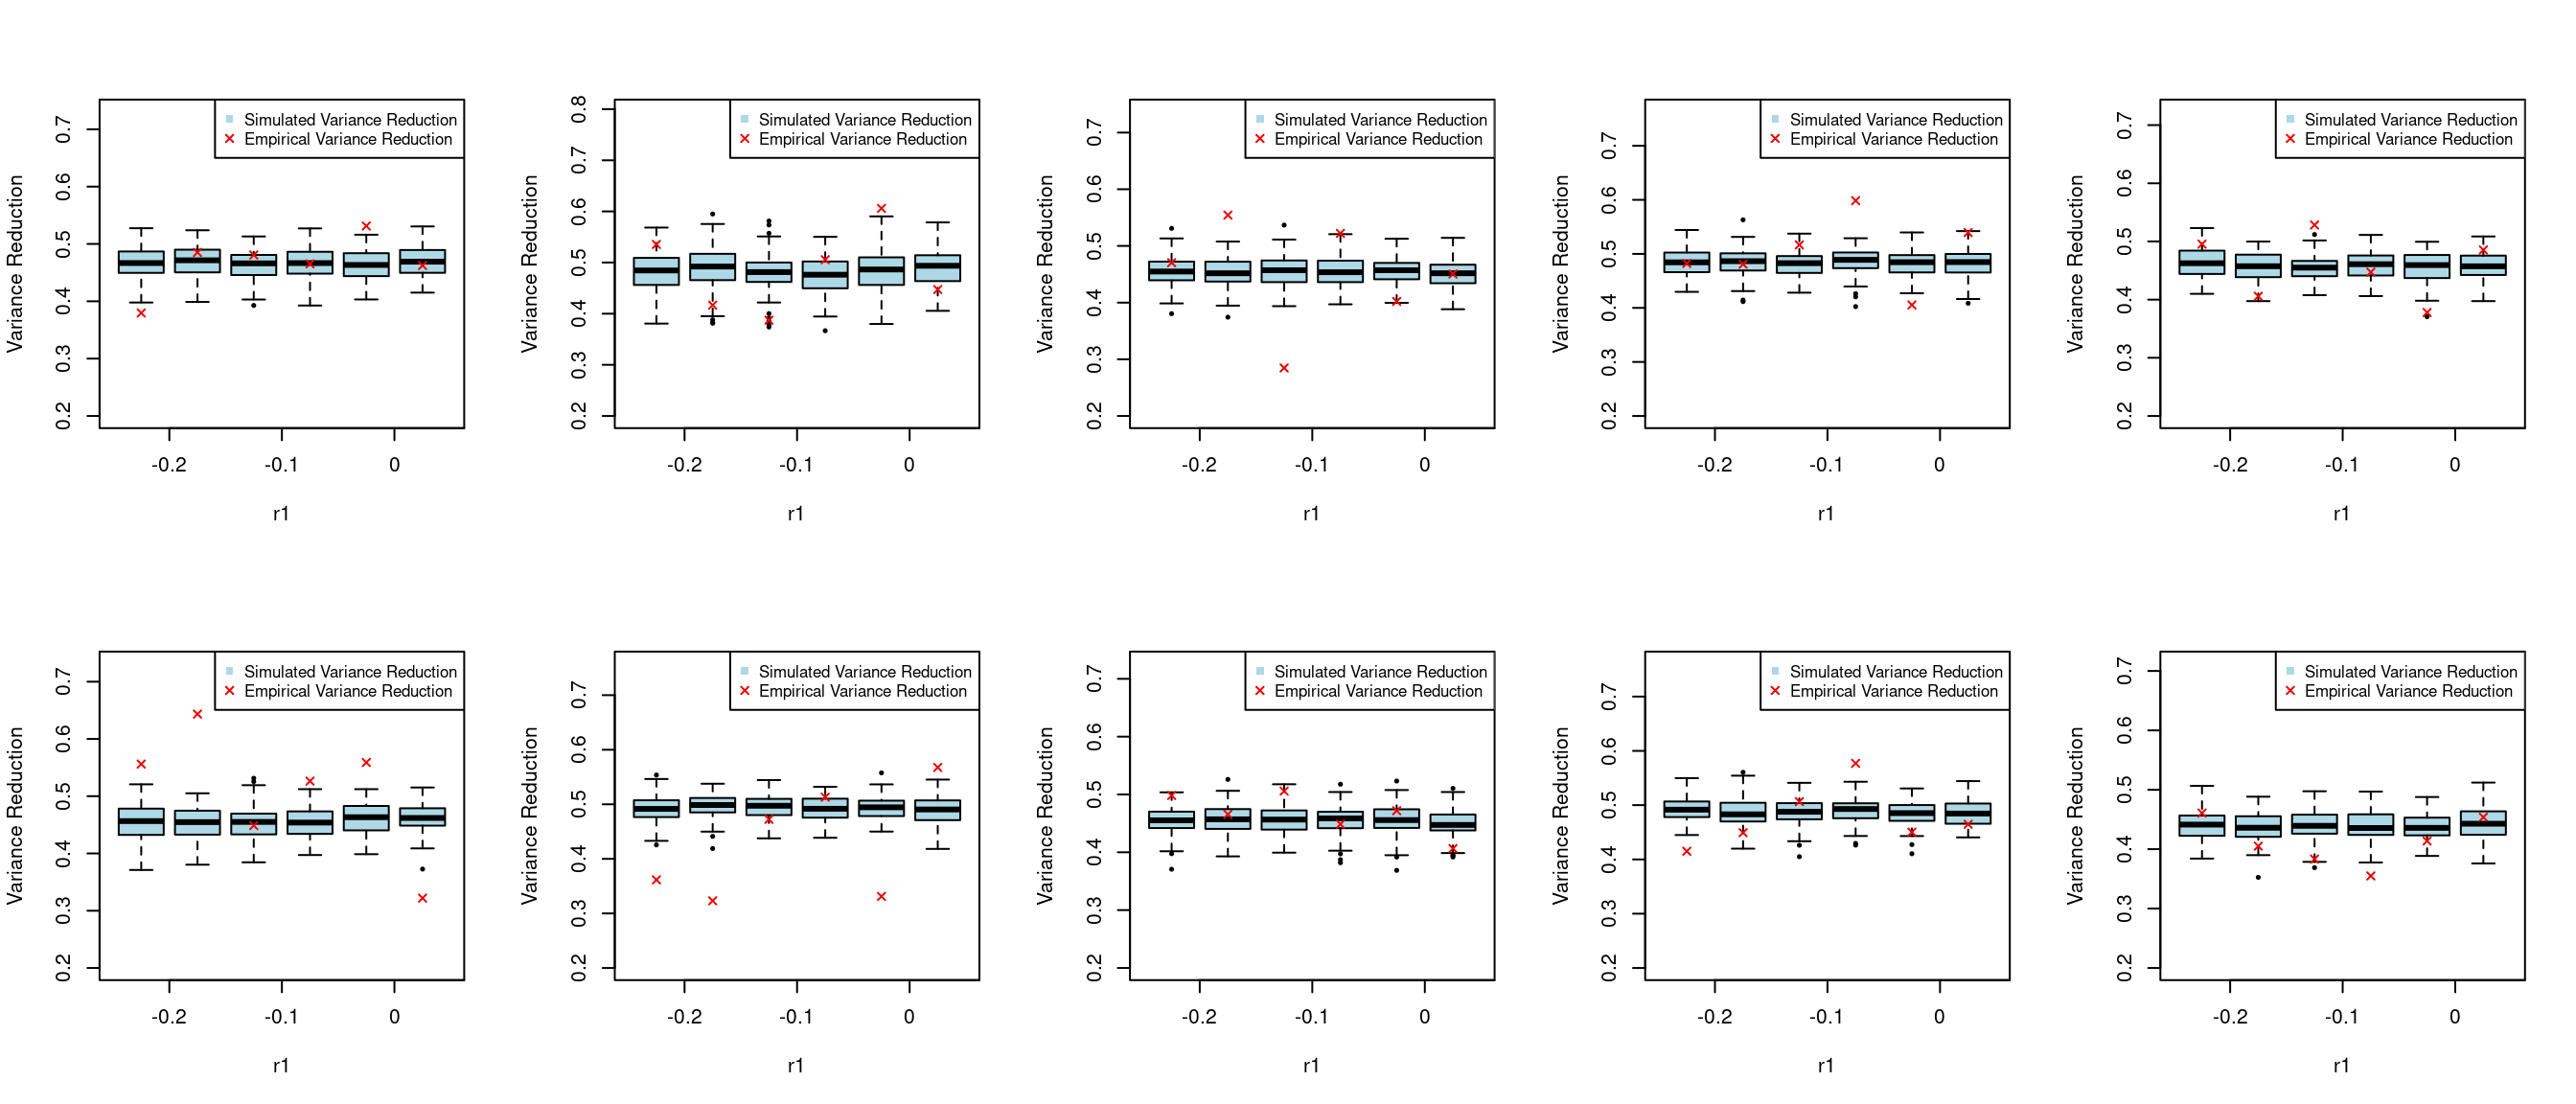 Simulated Variance Reduction
Empirical Variance Reduction
Variance Reduction
0.2 0.3 0.4 0.5 0.6 0.7
-0.2 -0.1 0
r1
Simulated Variance Reduction
Empirical Variance Reduction
Variance Reduction
0.2 0.3 0.4 0.5 0.6 0.7 0.8
-0.2 -0.1 0
r1
Simulated Variance Reduction
Empirical Variance Reduction
Variance Reduction
0.2 0.3 0.4 0.5 0.6 0.7
-0.2 -0.1 0
r1
Simulated Variance Reduction
Empirical Variance Reduction
Variance Reduction
0.2 0.3 0.4 0.5 0.6 0.7
-0.2 -0.1 0
r1
Simulated Variance Reduction
Empirical Variance Reduction
Variance Reduction
0.2 0.3 0.4 0.5 0.6 0.7
-0.2 -0.1 0
r1
Simulated Variance Reduction
Empirical Variance Reduction
Variance Reduction
0.2 0.3 0.4 0.5 0.6 0.7
-0.2 -0.1 0
r1
Simulated Variance Reduction
Empirical Variance Reduction
Variance Reduction
0.2 0.3 0.4 0.5 0.6 0.7
-0.2 -0.1 0
r1
Simulated Variance Reduction
Empirical Variance Reduction
Variance Reduction
0.2 0.3 0.4 0.5 0.6 0.7
-0.2 -0.1 0
r1
Simulated Variance Reduction
Empirical Variance Reduction
Variance Reduction
0.2 0.3 0.4 0.5 0.6 0.7
-0.2 -0.1 0
r1
Simulated Variance Reduction
Empirical Variance Reduction
Variance Reduction
0.2 0.3 0.4 0.5 0.6 0.7
-0.2 -0.1 0
r1